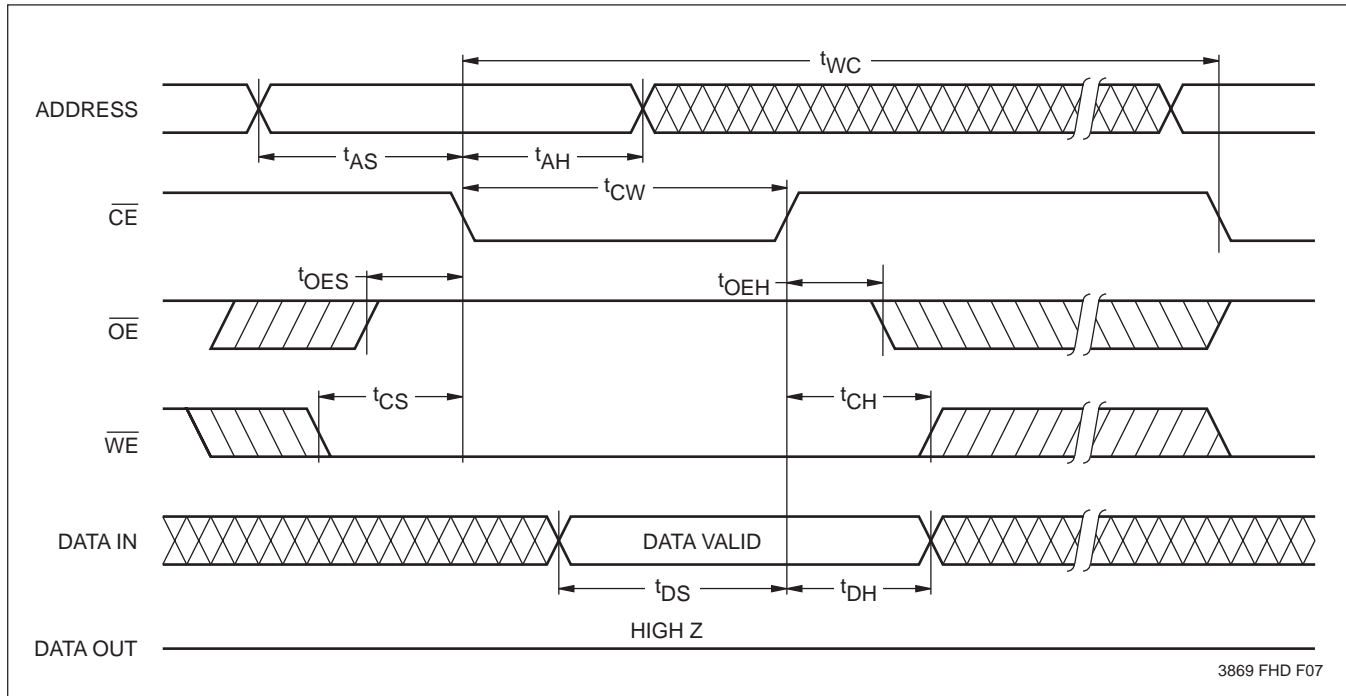 tWC
ADDRESS
tAS
tAH
tCW
CE
tOES
tOEH
OE
tCS
tCH
WE
DATA IN
DATA VALID
tDS
tDH
HIGH Z
DATA OUT
3869 FHD F07